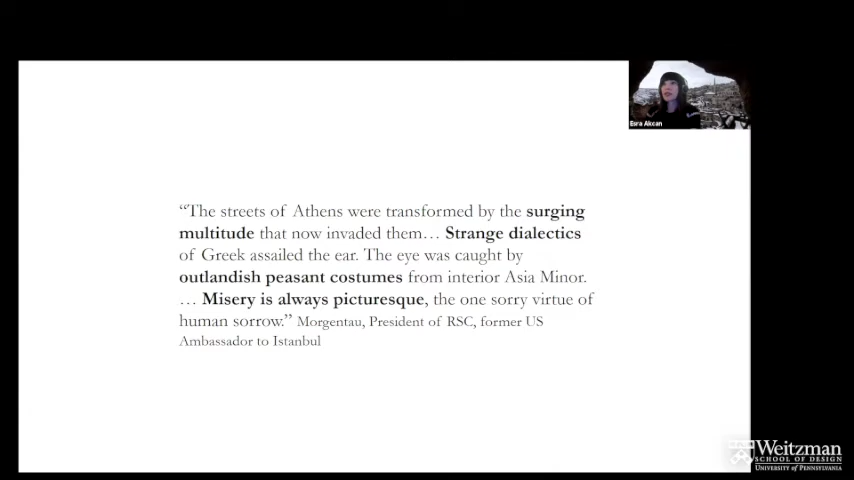 Esra Akcan
“The streets of Athens were transformed by the surging
multitude that now invaded them… Strange dialectics
of Greek assailed the ear. The eye was caught by
outlandish peasant costumes from interior Asia Minor.
… Misery is always picturesque, the one sorry virtue of
human sorrow.” Morgentau, President of RSC, former US
Ambassador to Istanbul
Weitzman
SCHOOL OF DESIGN
UNIVERSITY OF PENNSYLVANIA